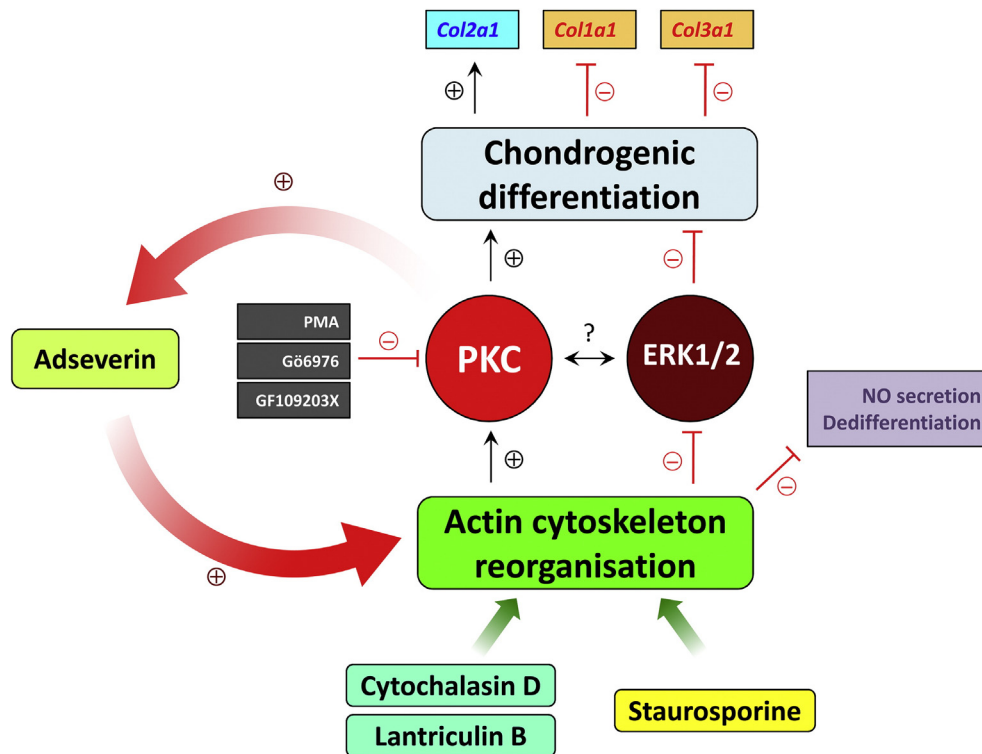 Col2a1
Col1a1
Col3a1
⊕
⊖
⊖
Chondrogenic
differentiation
⊕
⊕
⊖
PMA
Gö6976
GF109203X
⊖
Adseverin
PKC
?
ERK1/2
NO secretion
Dedifferentiation
⊕
⊖
⊖
Actin cytoskeleton
reorganisation
⊕
Cytochalasin D
Lantriculin B
Staurosporine